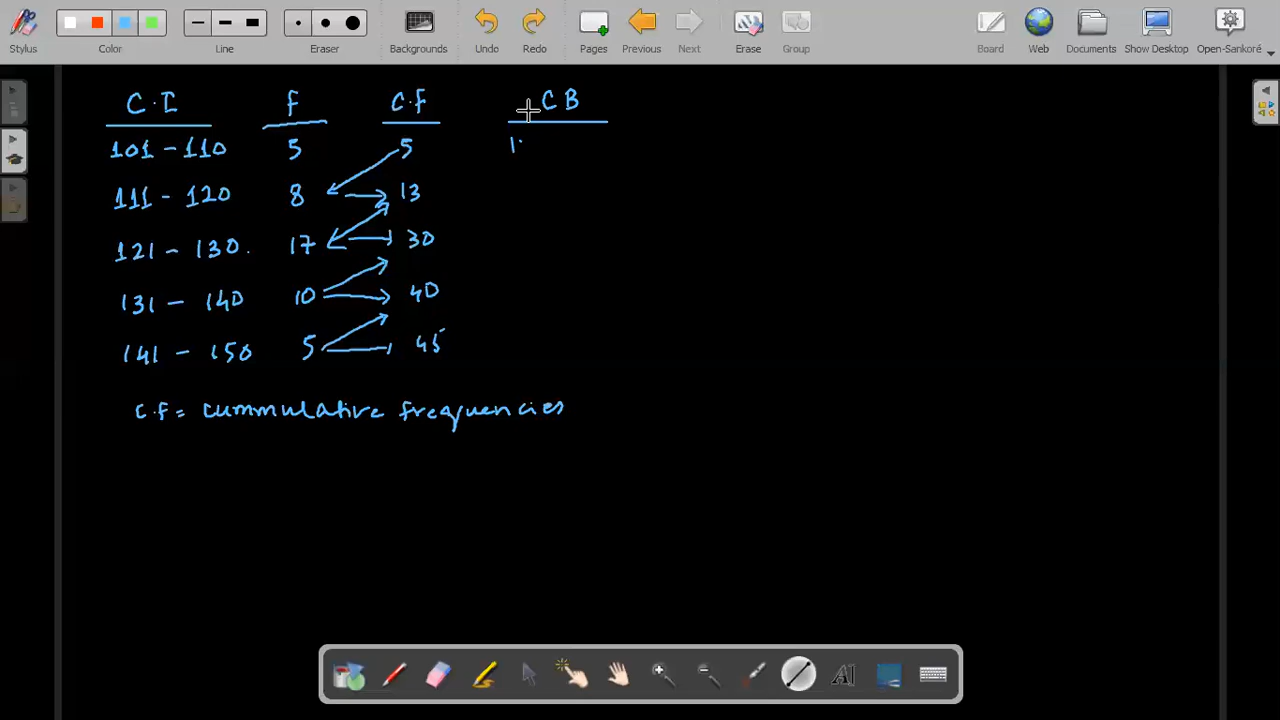 Stylus Color Line Eraser Backgrounds Undo Redo Pages Previous Next Erase Group Board Web Documents Show Desktop Open-Sankoré
C.I F C.F C B
101 - 110 5 5
111 - 120 8 13
121 - 130. 17 30
131 - 140 10 40
141 - 150 5 45
C.F = cummulative frequencies